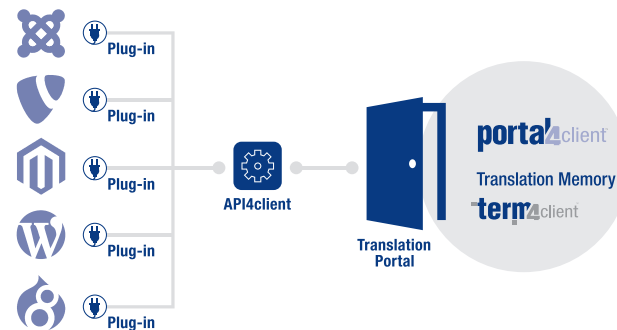 Plug-in
Plug-in
Plug-in
Plug-in
Plug-in
API4client
Translation
Portal
portal4client
Translation Memory
term4client